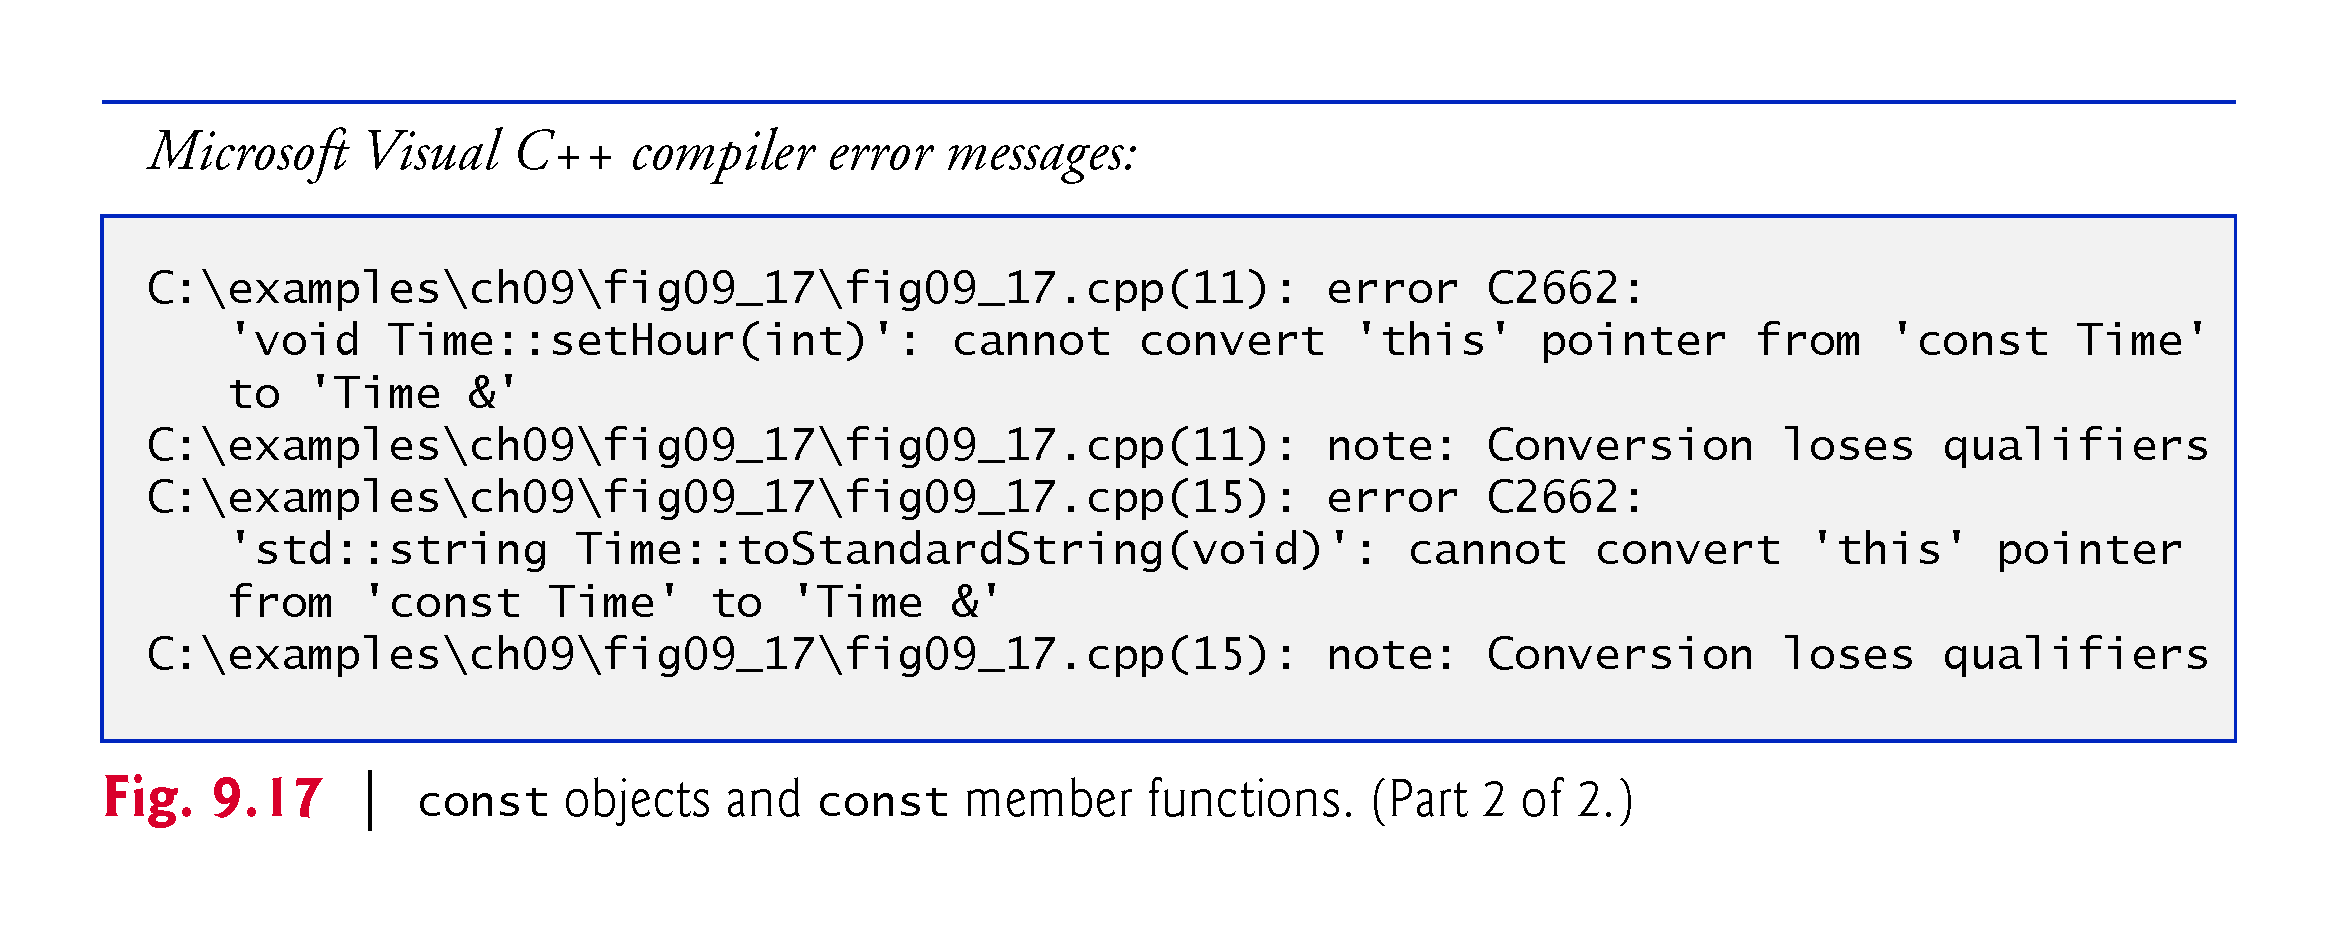 Microsoft Visual C++ compiler error messages:
C:\examples\ch09\fig09_17\fig09_17.cpp(11): error C2662:
'void Time::setHour(int)': cannot convert 'this' pointer from 'const Time'
to 'Time &'
C:\examples\ch09\fig09_17\fig09_17.cpp(11): note: Conversion loses qualifiers
C:\examples\ch09\fig09_17\fig09_17.cpp(15): error C2662:
'std::string Time::toStandardString(void)': cannot convert 'this' pointer
from 'const Time' to 'Time &'
C:\examples\ch09\fig09_17\fig09_17.cpp(15): note: Conversion loses qualifiers
Fig. 9.17 | const objects and const member functions. (Part 2 of 2.)